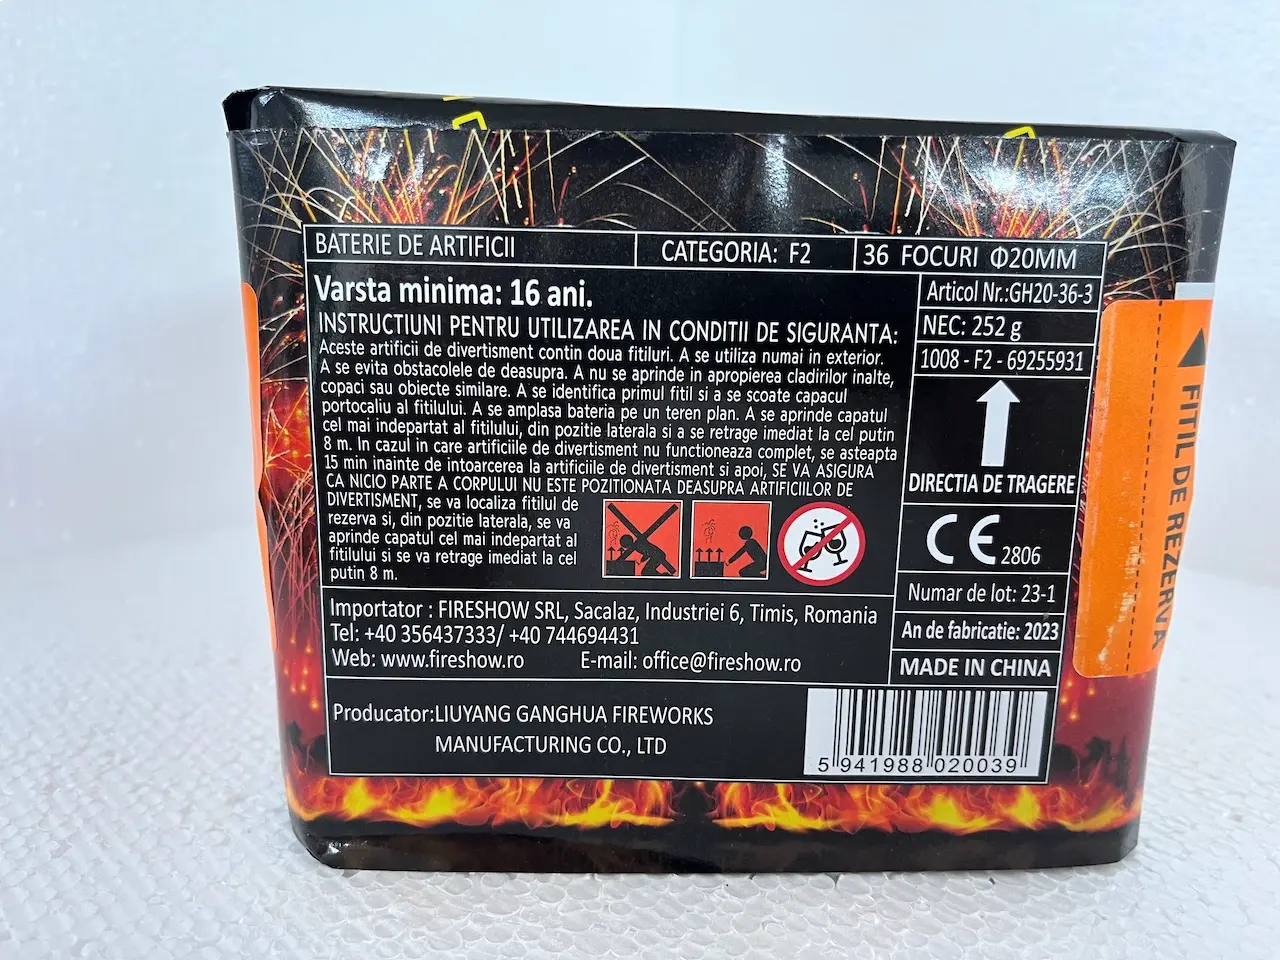 BATERIE DE ARTIFICII
CATEGORIA: F2
36 FOCURI Φ20MM
Varsta minima: 16 ani.
INSTRUCTIUNI PENTRU UTILIZAREA IN CONDITII DE SIGURANTA:
Aceste artificii de divertisment contin doua fitiluri. A se utiliza numai in exterior.
A se evita obstacolele de deasupra. A nu se aprinde in apropierea cladirilor inalte,
copaci sau obiecte similare. A se identifica primul fitil si a se scoate capacul
portocaliu al fitilului. A se amplasa bateria pe un teren plan. A se aprinde capatul
cel mai indepartat al fitilului, din pozitie laterala si a se retrage imediat la cel putin
8 m. In cazul in care artificiile de divertisment nu functioneaza complet, se asteapta
15 min inainte de intoarcerea la artificiile de divertisment si apoi, SE VA ASIGURA
CA NICIO PARTE A CORPULUI NU ESTE POZITIONATA DEASUPRA ARTIFICIILOR DE
DIVERTISMENT, se va localiza fitilul de
rezerva si, din pozitie laterala, se va
aprinde capatul cel mai indepartat al
fitilului si se va retrage imediat la cel
putin 8 m.
Articol Nr.:GH20-36-3
NEC: 252 g
1008 - F2 - 69255931
DIRECTIA DE TRAGERE
CE 2806
Numar de lot: 23-1
An de fabricatie: 2023
MADE IN CHINA
Importator : FIRESHOW SRL, Sacalaz, Industriei 6, Timis, Romania
Tel: +40 356437333/ +40 744694431
Web: www.fireshow.ro E-mail: office@fireshow.ro
Producator:LIUYANG GANGHUA FIREWORKS
MANUFACTURING CO., LTD
5 941988 020039
FITIL DE REZERVA